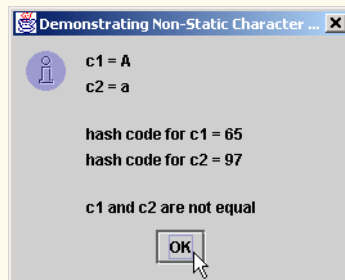 Demonstrating Non-Static Character ...
c1 = A
c2 = a
hash code for c1 = 65
hash code for c2 = 97
c1 and c2 are not equal
OK